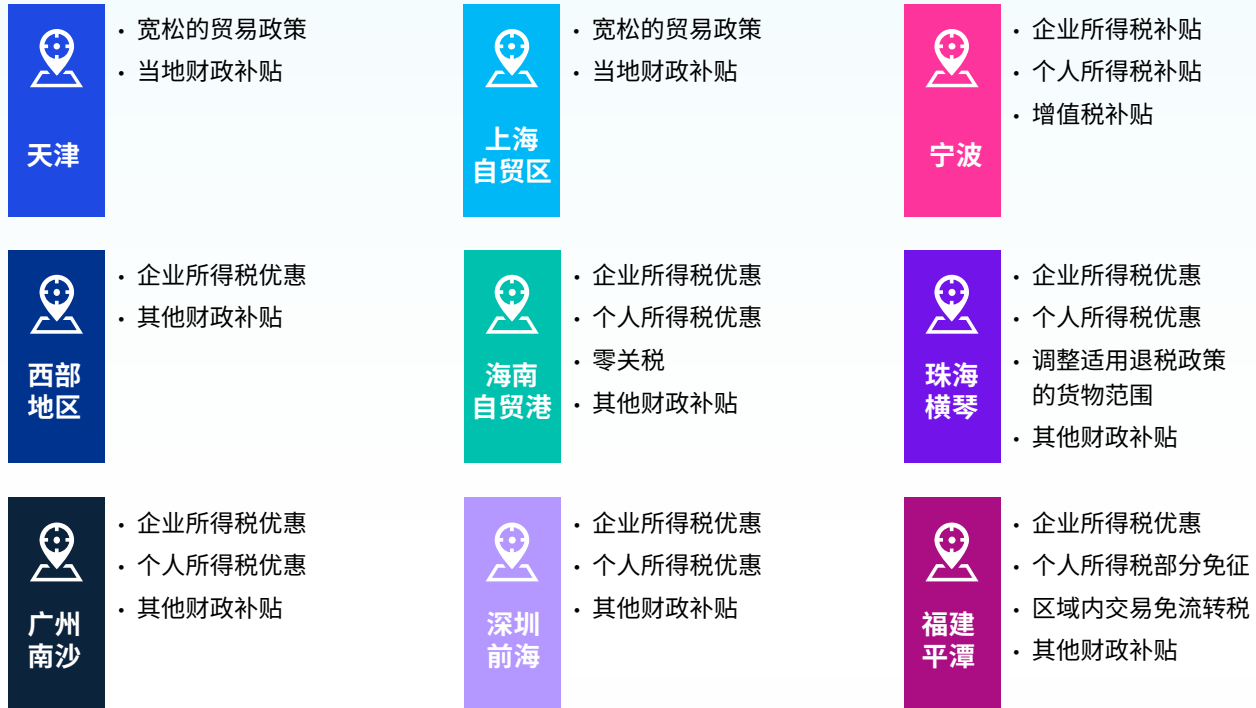 天津
• 宽松的贸易政策
• 当地财政补贴
上海
自贸区
• 宽松的贸易政策
• 当地财政补贴
宁波
• 企业所得税补贴
• 个人所得税补贴
• 增值税补贴
西部
地区
• 企业所得税优惠
• 其他财政补贴
海南
自贸港
• 企业所得税优惠
• 个人所得税优惠
• 零关税
• 其他财政补贴
珠海
横琴
• 企业所得税优惠
• 个人所得税优惠
• 调整适用退税政策
的货物范围
• 其他财政补贴
广州
南沙
• 企业所得税优惠
• 个人所得税优惠
• 其他财政补贴
深圳
前海
• 企业所得税优惠
• 个人所得税优惠
• 其他财政补贴
福建
平潭
• 企业所得税优惠
• 个人所得税部分免征
• 区域内交易免流转税
• 其他财政补贴